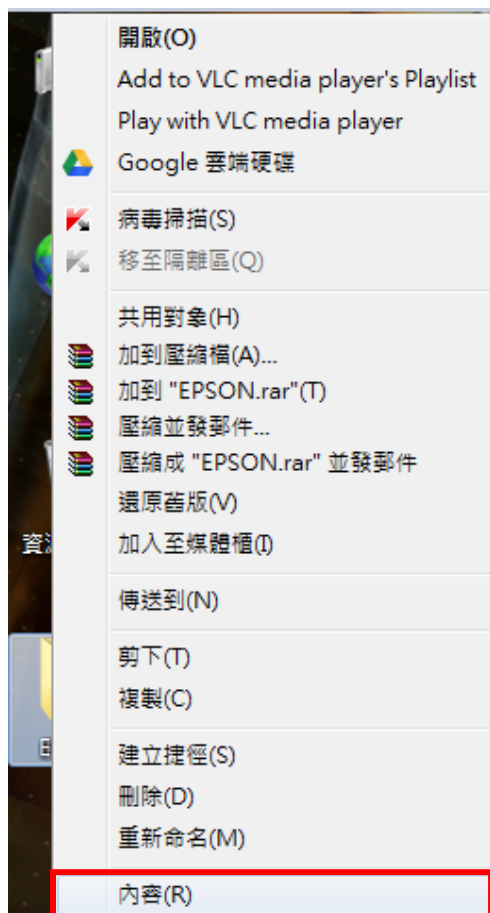 開啟(O)
Add to VLC media player's Playlist
Play with VLC media player
Google 雲端硬碟
病毒掃描(S)
移至隔離區(Q)
共用對象(H)
加到壓縮檔(A)...
加到 "EPSON.rar"(T)
壓縮並發郵件...
壓縮成 "EPSON.rar" 並發郵件
還原舊版(V)
資
加入至媒體櫃(I)
傳送到(N)
剪下(T)
複製(C)
建立捷徑(S)
刪除(D)
重新命名(M)
內容(R)